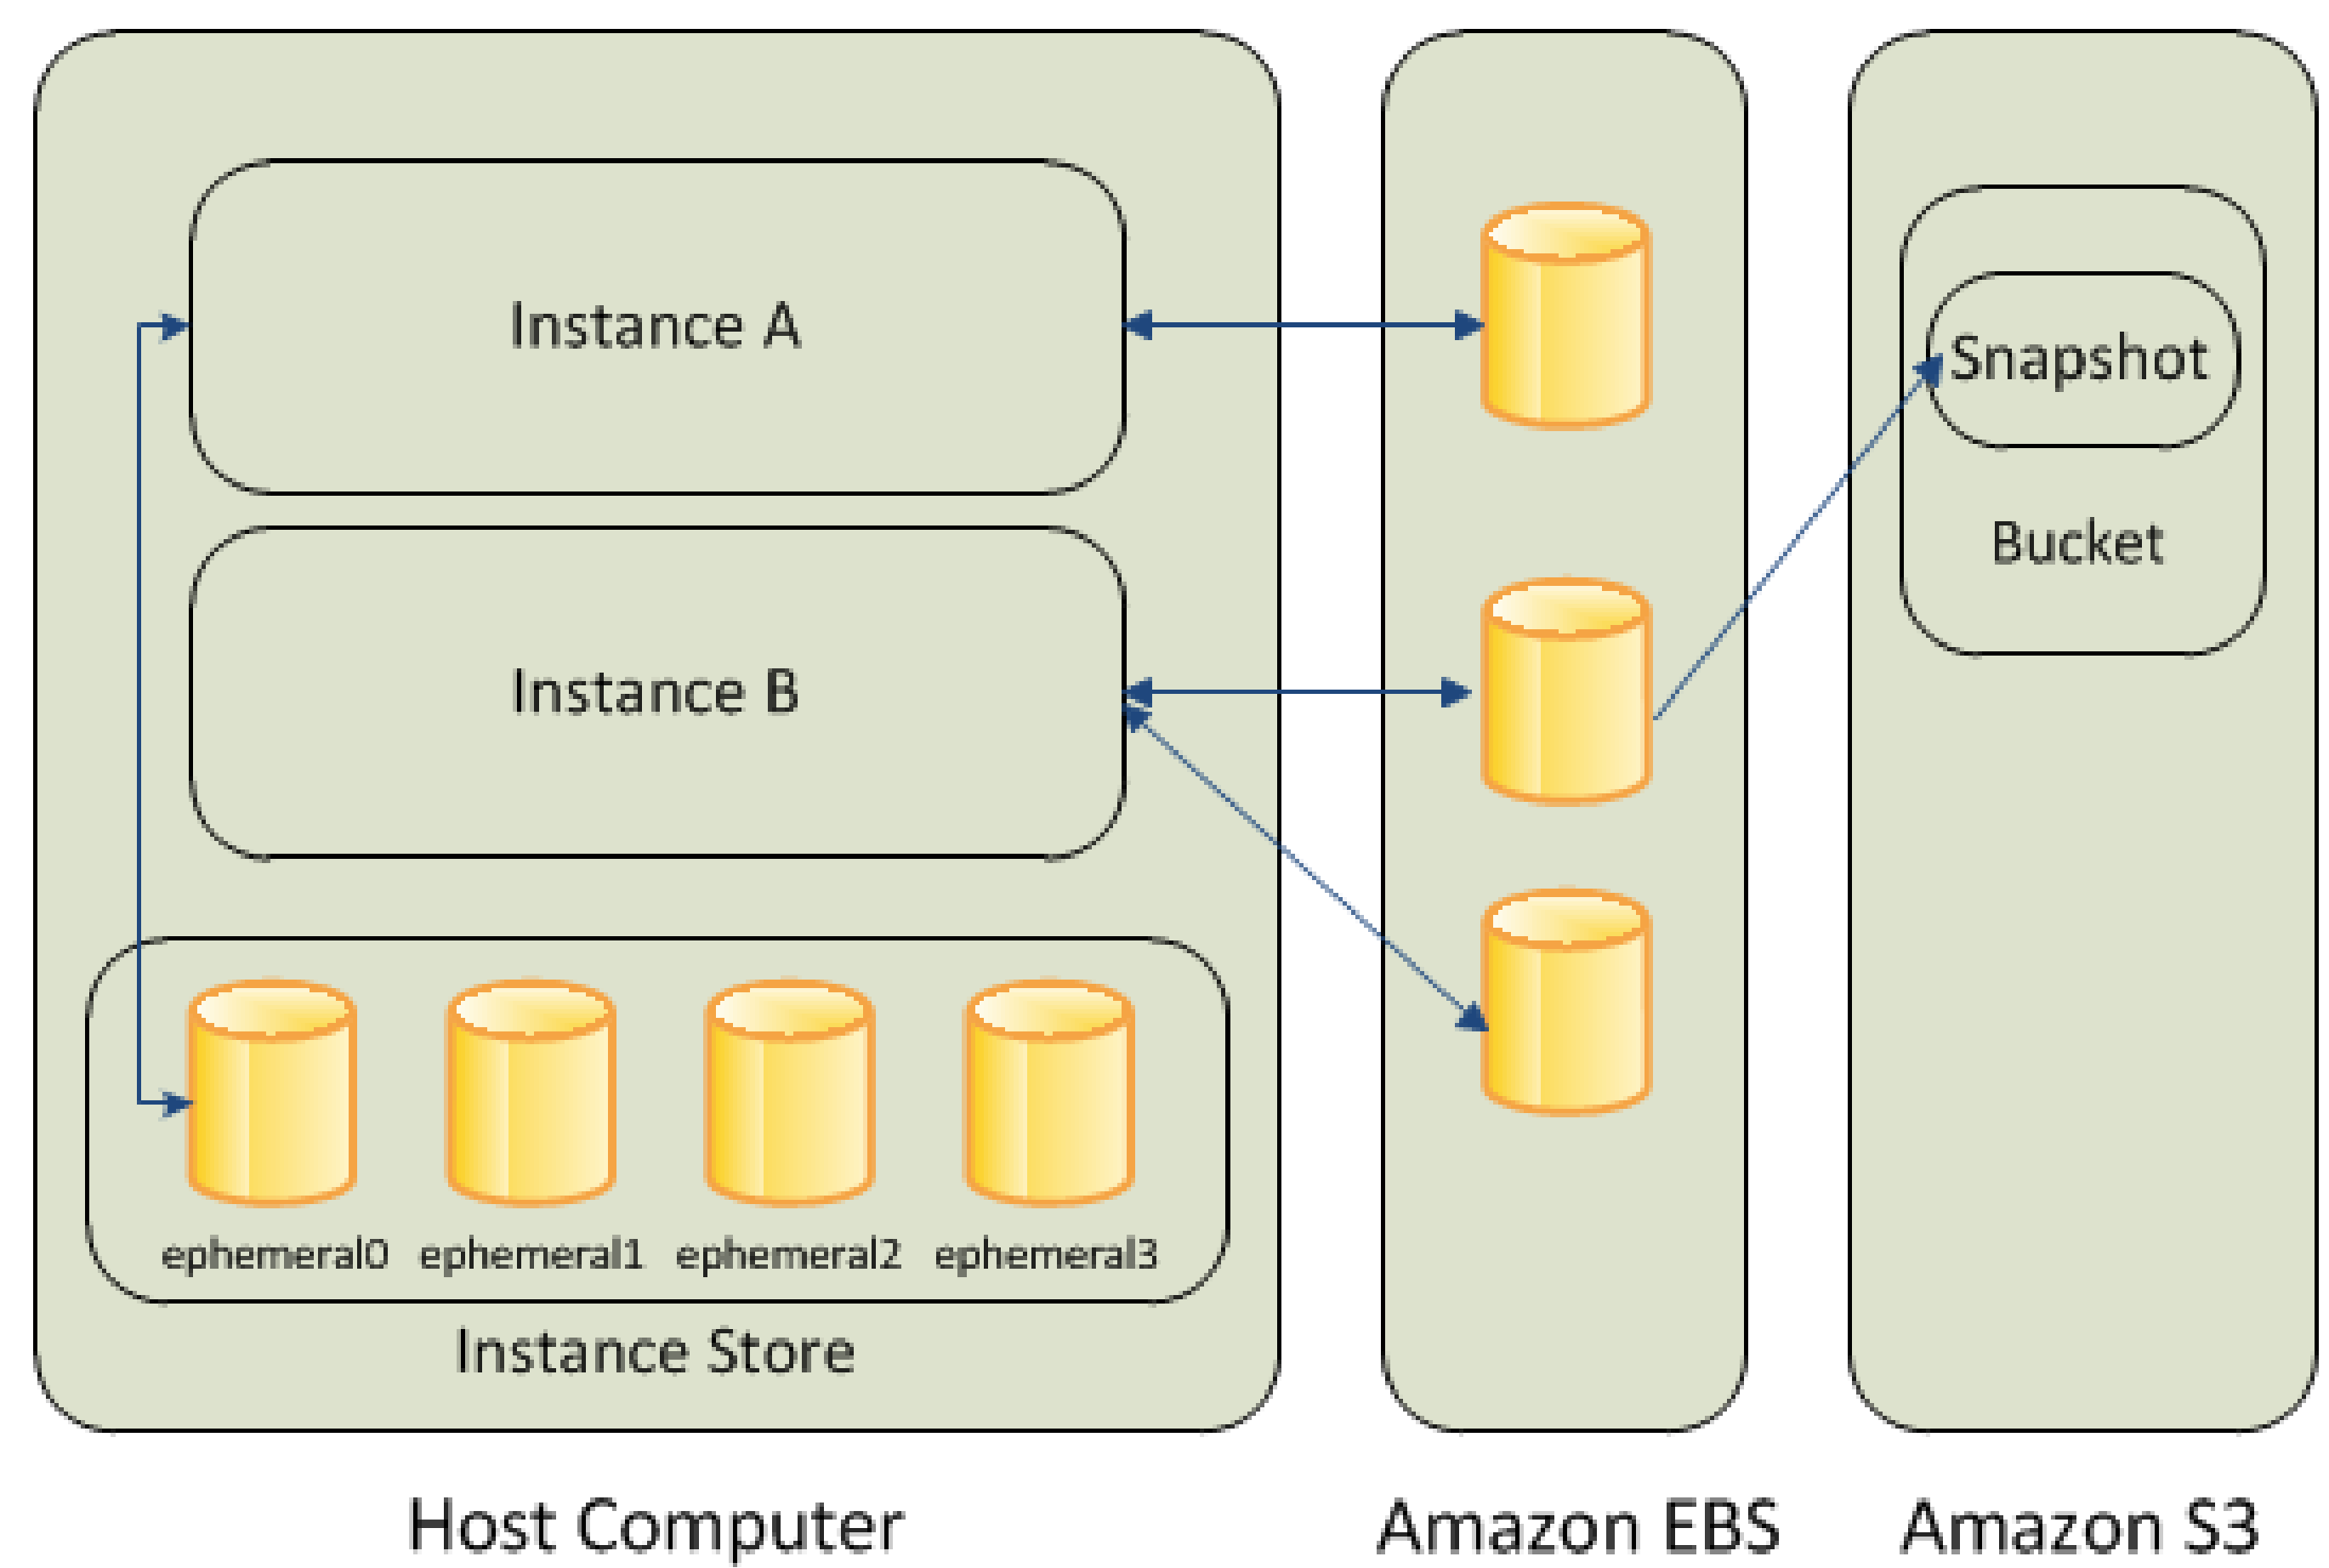 Instance A
Instance B
ephemeral0 ephemeral1 ephemeral2 ephemeral3
Instance Store
Host Computer
Amazon EBS
Snapshot
Bucket
Amazon S3